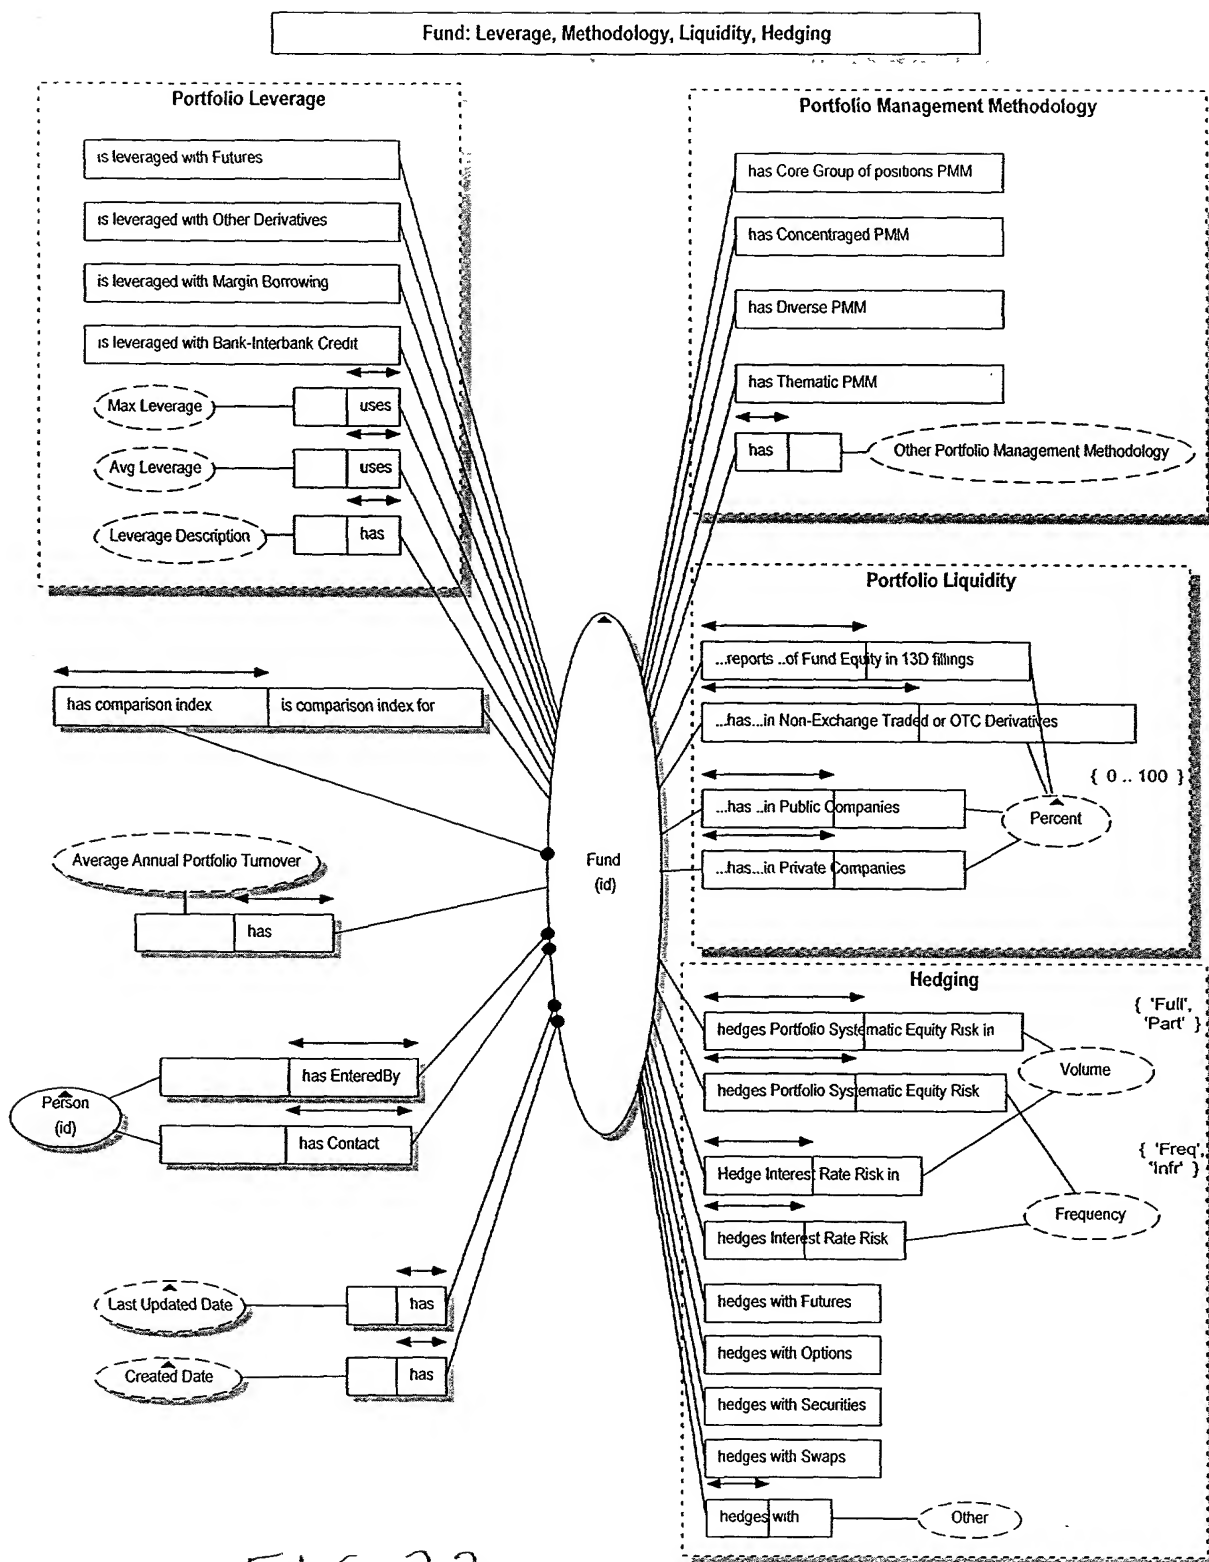 Fund: Leverage, Methodology, Liquidity, Hedging
Portfolio Leverage
is leveraged with Futures
is leveraged with Other Derivatives
is leveraged with Margin Borrowing
is leveraged with Bank-Interbank Credit
Max Leverage
uses
Avg Leverage
uses
Leverage Description
has
Portfolio Management Methodology
has Core Group of positions PMM
has Concentraged PMM
has Diverse PMM
has Thematic PMM
has
Other Portfolio Management Methodology
Portfolio Liquidity
...reports ..of Fund Equity in 13D fillings
...has...in Non-Exchange Traded or OTC Derivatives
{ 0 .. 100 }
...has ..in Public Companies
Percent
...has...in Private Companies
has comparison index
is comparison index for
Average Annual Portfolio Turnover
has
Fund
(id)
Person
(id)
has EnteredBy
has Contact
Last Updated Date
has
Created Date
has
Hedging
{ 'Full',
'Part' }
hedges Portfolio Systematic Equity Risk in
Volume
hedges Portfolio Systematic Equity Risk
{ 'Freq',
'Infr' }
Hedge Interest Rate Risk in
Frequency
hedges Interest Rate Risk
hedges with Futures
hedges with Options
hedges with Securities
hedges with Swaps
hedges with
Other